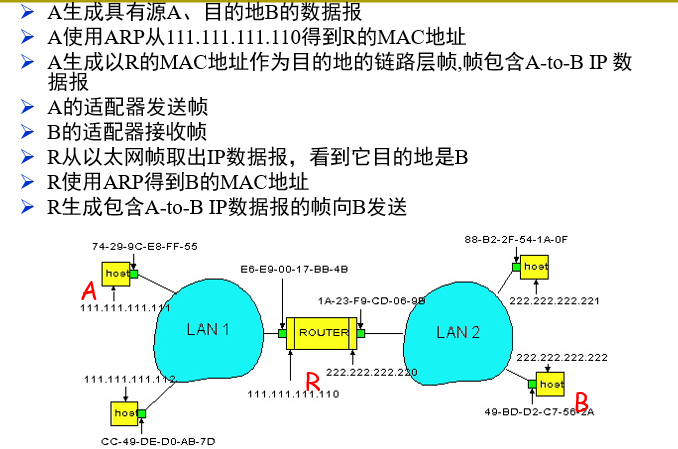 A生成具有源A、目的地B的数据报
A使用ARP从111.111.111.110得到R的MAC地址
A生成以R的MAC地址作为目的地的链路层帧,帧包含A-to-B IP 数
据报
A的适配器发送帧
B的适配器接收帧
R从以太网帧取出IP数据报，看到它目的地是B
R使用ARP得到B的MAC地址
R生成包含A-to-B IP数据报的帧向B发送
74-29-9C-E8-FF-55
88-B2-2F-54-1A-0F
E6-E9-00-17-BB-4B
host
host
A
1A-23-F9-CD-06-9B
222.222.222.221
111.111.111.111
LAN 1
ROUTER
LAN 2
222.222.222.222
222.222.222.220
111.111.111.112
R
host
111.111.111.110
B
host
49-BD-D2-C7-56-2A
CC-49-DE-D0-AB-7D